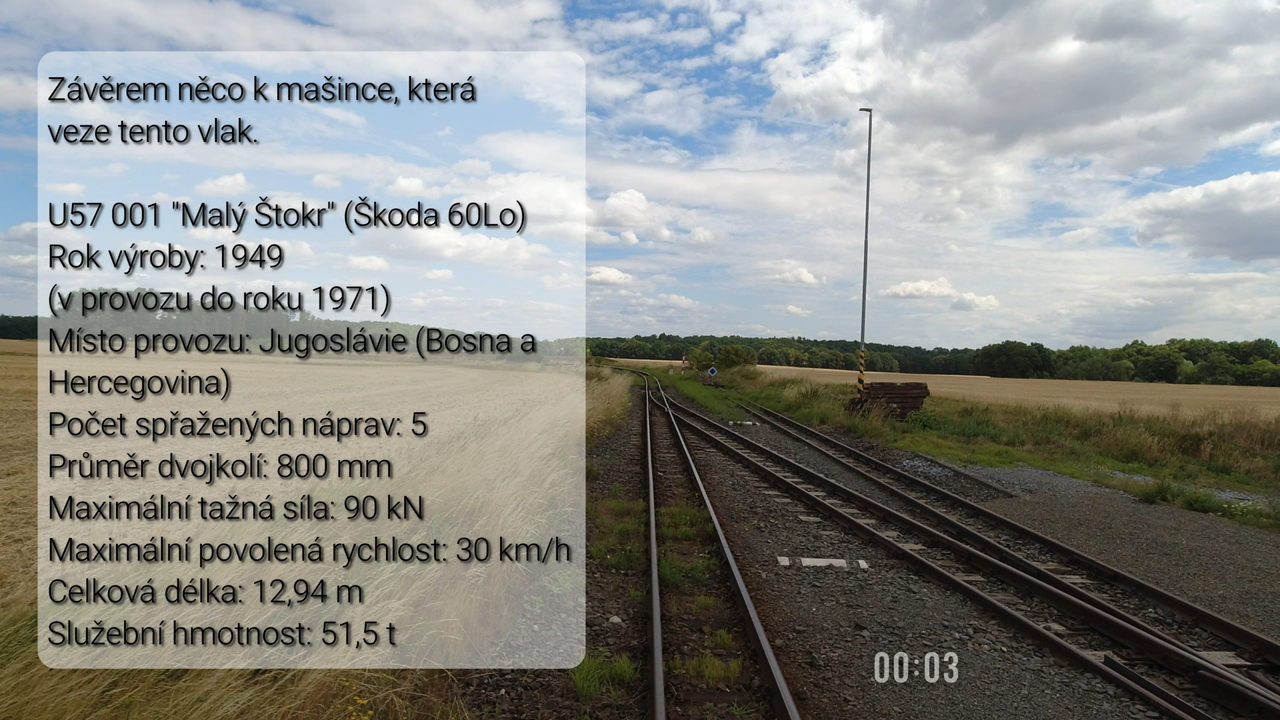 Závěrem něco k mašince, která
veze tento vlak.
U57 001 "Malý Štokr" (Škoda 60Lo)
Rok výroby: 1949
(v provozu do roku 1971)
Místo provozu: Jugoslávie (Bosna a
Hercegovina)
Počet spřažených náprav: 5
Průměr dvojkolí: 800 mm
Maximální tažná síla: 90 kN
Maximální povolená rychlost: 30 km/h
Celková délka: 12,94 m
Služební hmotnost: 51,5 t
00:03